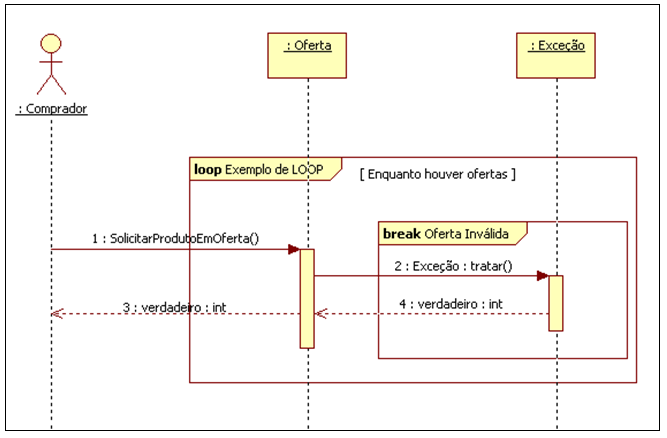 : Oferta
: Exceção
: Comprador
loop Exemplo de LOOP
[ Enquanto houver ofertas ]
1 : SolicitarProdutoEmOferta()
break Oferta Inválida
2 : Exceção : tratar()
3 : verdadeiro : int
4 : verdadeiro : int